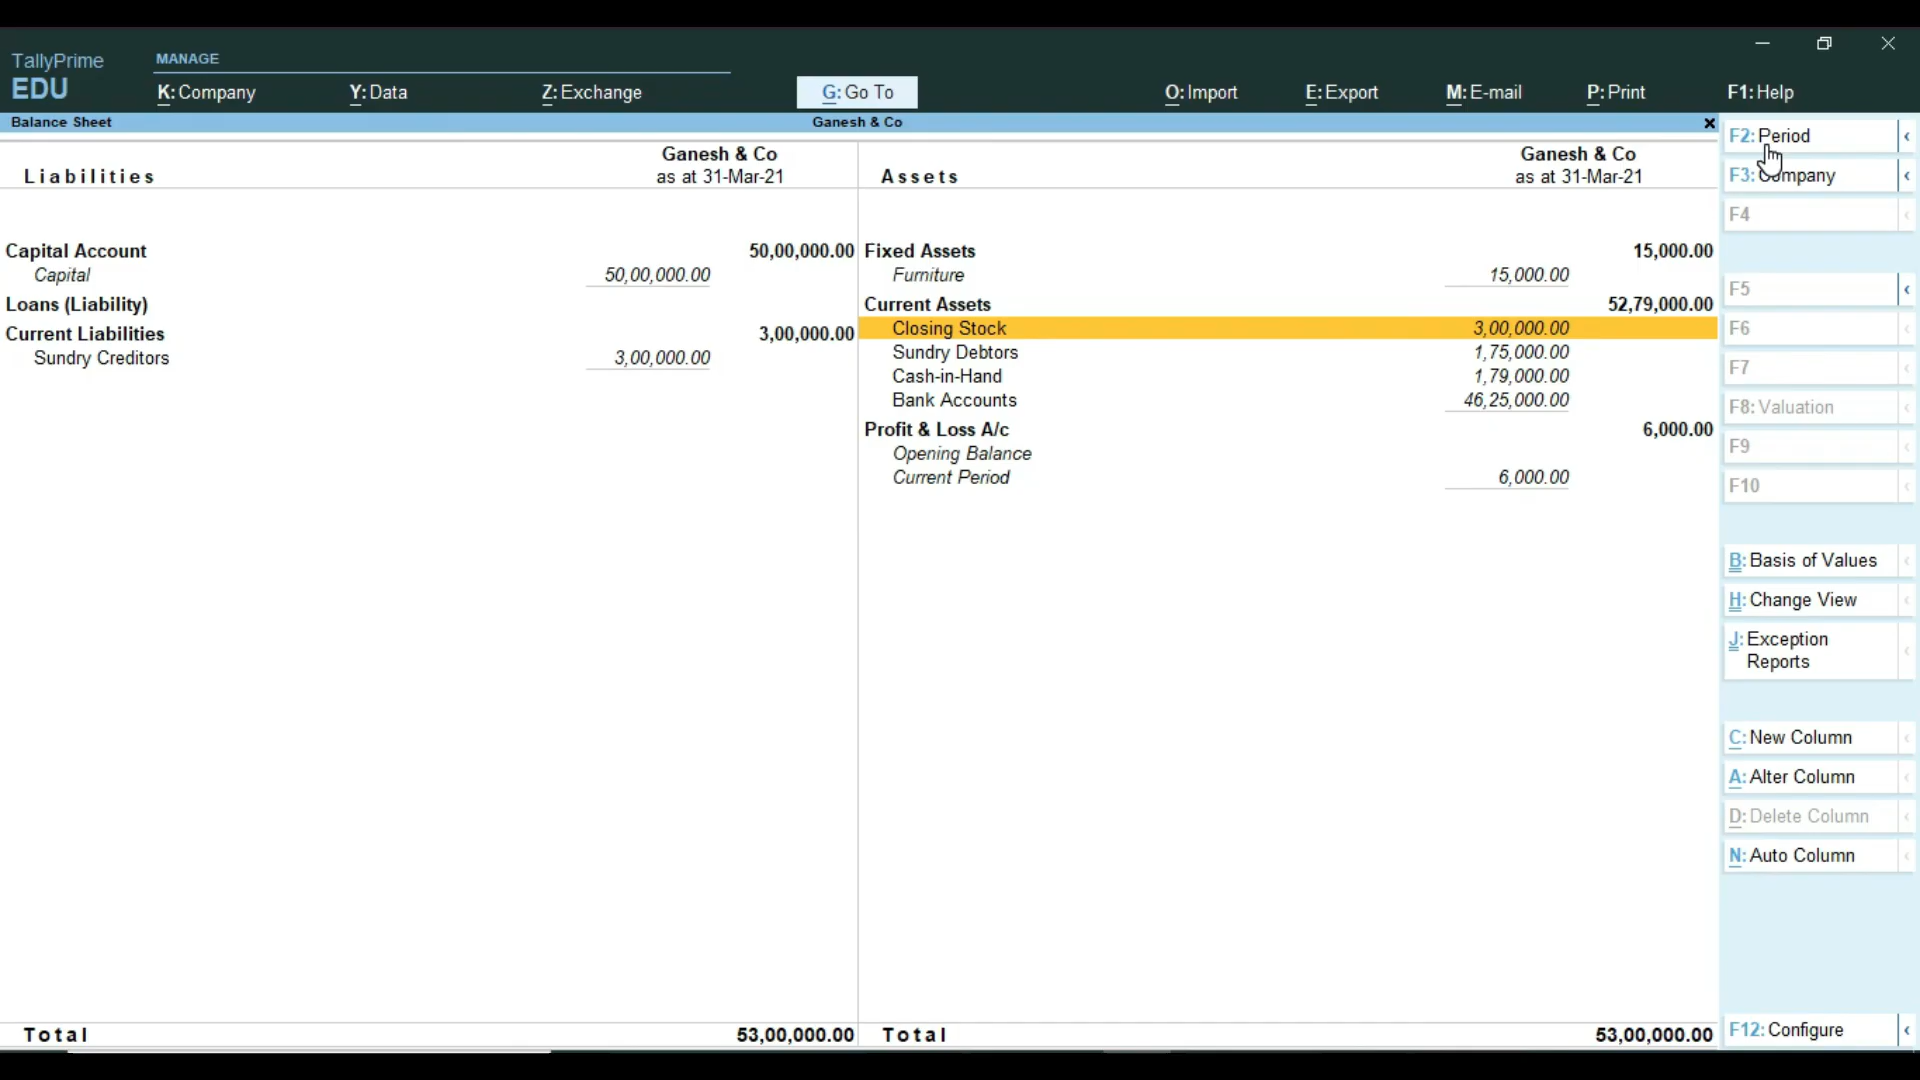 TallyPrime
EDU
MANAGE
K: Company
Y: Data
Z: Exchange
G: Go To
O: Import
E: Export
M: E-mail
P: Print
F1: Help
Balance Sheet
Ganesh & Co
Liabilities
Ganesh & Co
as at 31-Mar-21
Capital Account 50,00,000.00
Capital 50,00,000.00
Loans (Liability)
Current Liabilities 3,00,000.00
Sundry Creditors 3,00,000.00
Total 53,00,000.00
Assets
Ganesh & Co
as at 31-Mar-21
Fixed Assets 15,000.00
Furniture 15,000.00
Current Assets 52,79,000.00
Closing Stock 3,00,000.00
Sundry Debtors 1,75,000.00
Cash-in-Hand 1,79,000.00
Bank Accounts 46,25,000.00
Profit & Loss A/c 6,000.00
Opening Balance
Current Period 6,000.00
Total 53,00,000.00
F2: Period
F3: Company
F4
F5
F6
F7
F8: Valuation
F9
F10
B: Basis of Values
H: Change View
J: Exception
Reports
C: New Column
A: Alter Column
D: Delete Column
N: Auto Column
F12: Configure